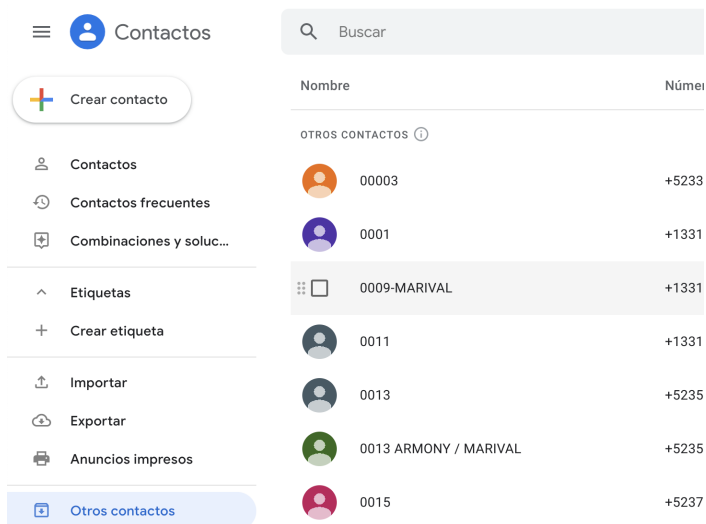 Contactos
Buscar
Crear contacto
Contactos
Contactos frecuentes
Combinaciones y soluc...
Etiquetas
Crear etiqueta
Importar
Exportar
Anuncios impresos
Otros contactos
Nombre Númer
OTROS CONTACTOS
00003 +5233
0001 +1331
0009-MARIVAL +1331
0011 +1331
0013 +5235
0013 ARMONY / MARIVAL +5235
0015 +5237